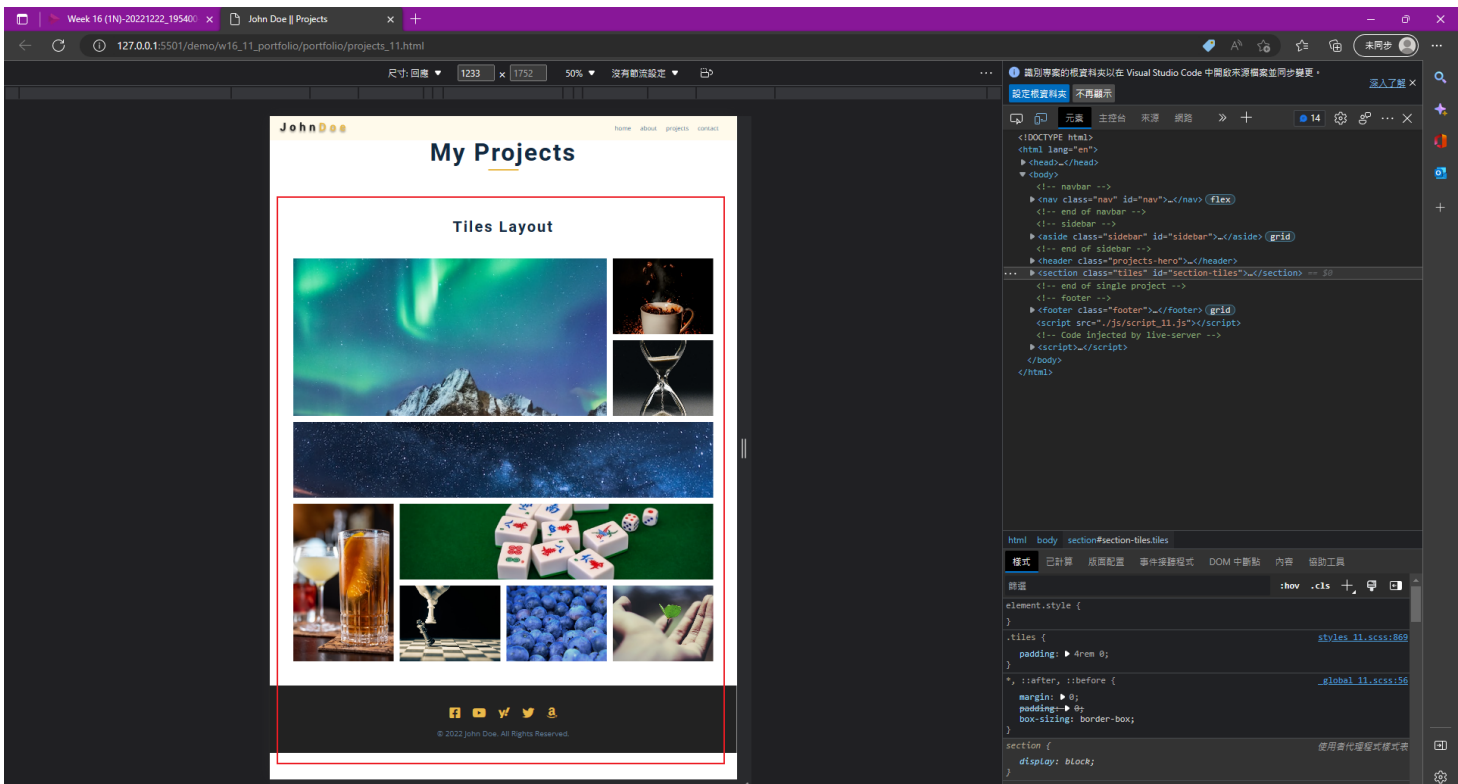 Week 16 (1N)-20221222_195400
John Doe || Projects
127.0.0.1:5501/demo/w16_11_portfolio/portfolio/projects_11.html
未同步
尺寸: 回應 ▼ 1233 × 1752 50% ▼ 沒有節流設定 ▼
JohnDoe
home about projects contact
My Projects
Tiles Layout
© 2022 John Doe. All Rights Reserved.
識別專案的根資料夾以在 Visual Studio Code 中開啟來源檔案並同步變更。
深入了解
設定根資料夾 不再顯示
元素 主控台 來源 網路 14
<!DOCTYPE html>
<html lang="en">
<head>…</head>
<body>
<!-- navbar -->
<nav class="nav" id="nav">…</nav> flex
<!-- end of navbar -->
<!-- sidebar -->
<aside class="sidebar" id="sidebar">…</aside> grid
<!-- end of sidebar -->
<header class="projects-hero">…</header>
<section class="tiles" id="section-tiles">…</section> == $0
<!-- end of single project -->
<!-- footer -->
<footer class="footer">…</footer> grid
<script src="./js/script_11.js"></script>
<!-- Code injected by live-server -->
<script>…</script>
</body>
</html>
html body section#section-tiles.tiles
樣式 已計算 版面配置 事件接聽程式 DOM 中斷點 內容 協助工具
篩選 :hov .cls
element.style {
}
.tiles { styles_11.scss:869
padding: 4rem 0;
}
*, ::after, ::before { _global_11.scss:56
margin: 0;
padding: 0;
box-sizing: border-box;
}
section { 使用者代理程式樣式表
display: block;
}